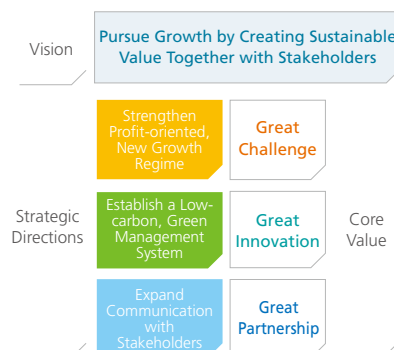 Vision
Pursue Growth by Creating Sustainable
Value Together with Stakeholders
Strategic
Directions
Strengthen
Profit-oriented,
New Growth
Regime
Great
Challenge
Establish a Low-
carbon, Green
Management
System
Great
Innovation
Expand
Communication
with
Stakeholders
Great
Partnership
Core
Value